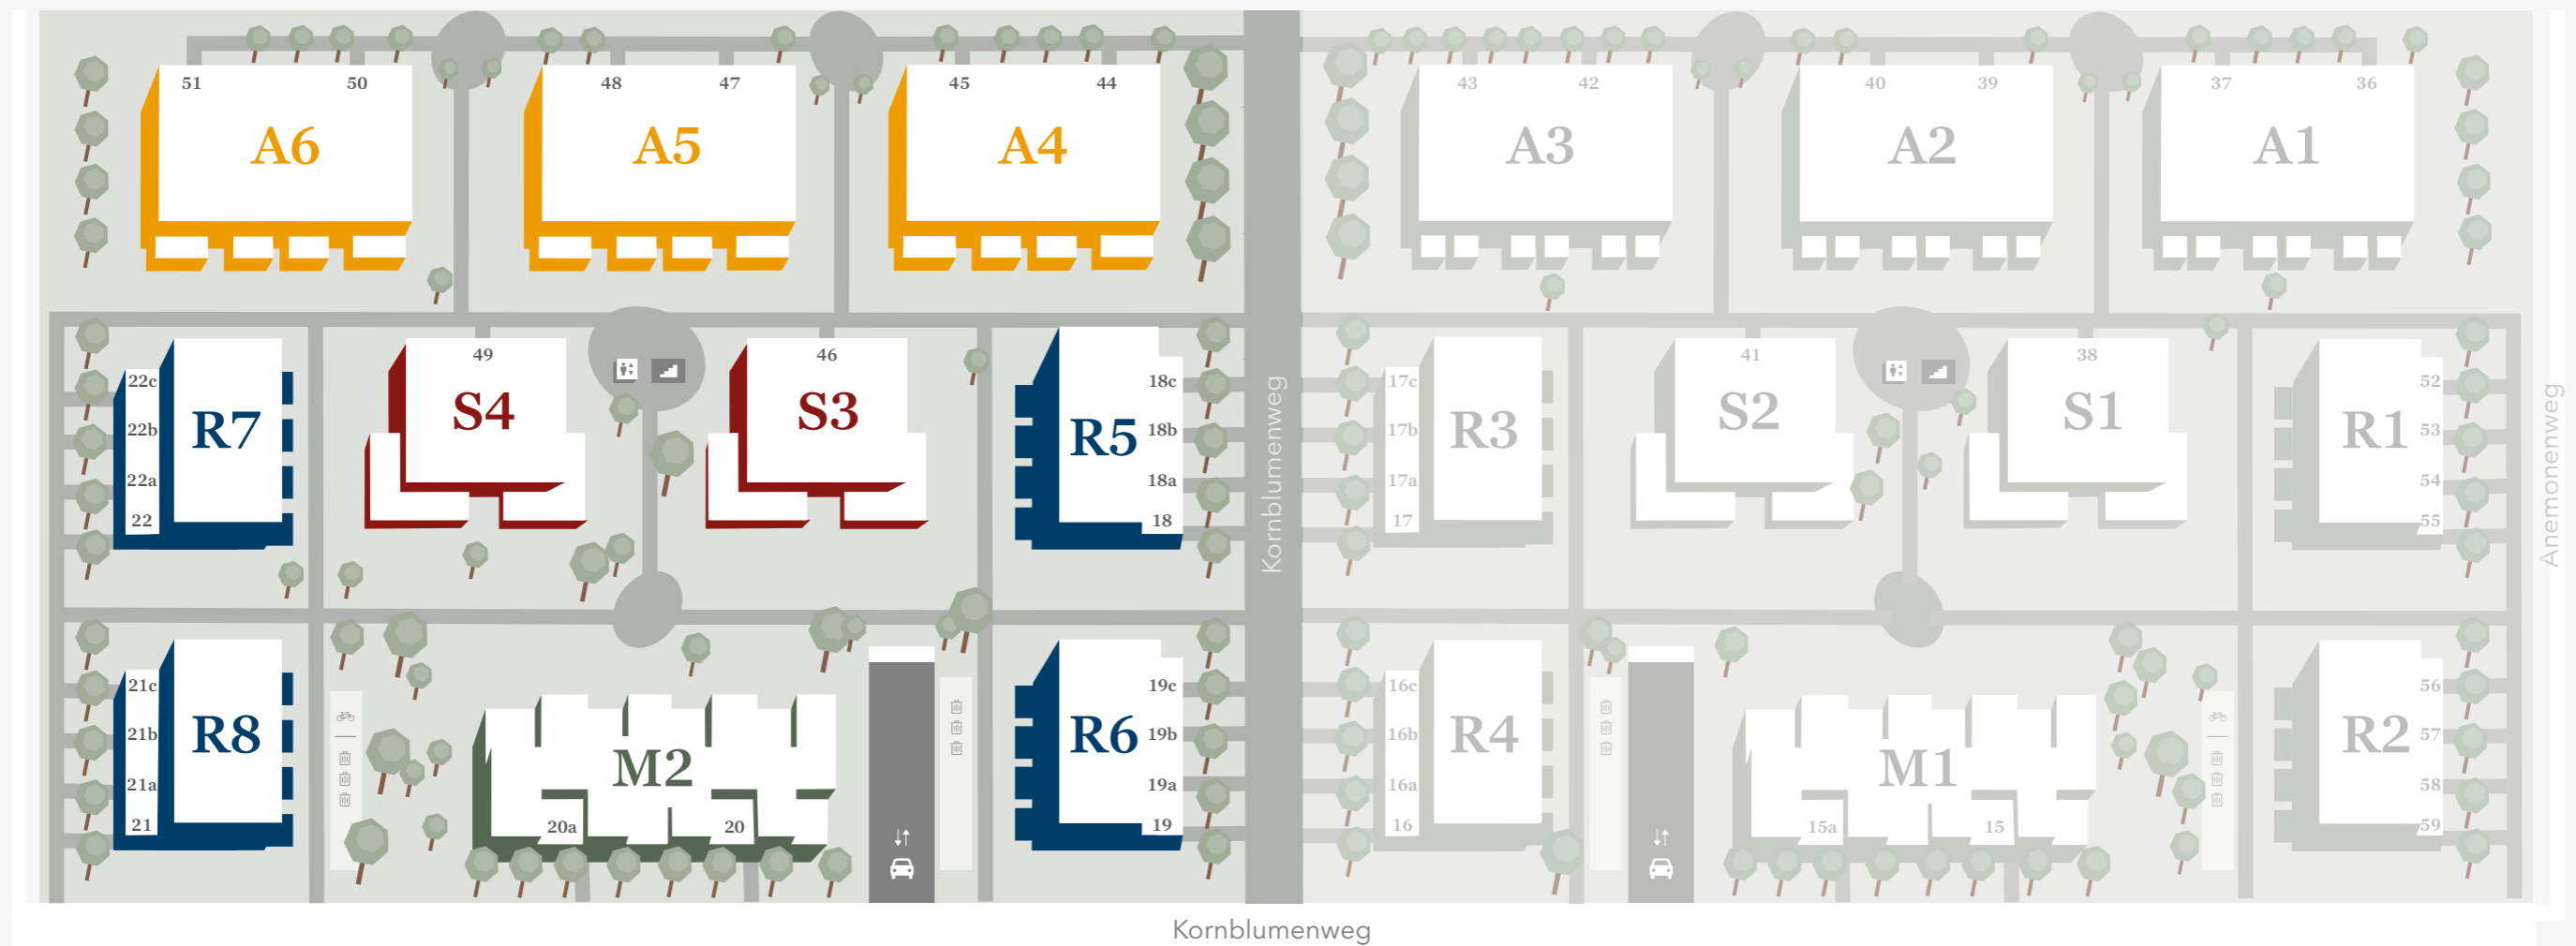 51 50 48 47 45 44 43 42 40 39 37 36
A6 A5 A4 A3 A2 A1
49 46 41 38
22c 18c 17c 52
S4 S3 S2 S1
22b R7 R5 18b 17b R3 R1 53
22a 18a 17a 54
22 18 17 55
Kornblumenweg
Anemonenweg
21c 19c 16c 56
21b R8 R6 19b 16b R4 R2 57
M2 M1
21a 19a 16a 58
21 20a 20 19 16 15a 15 59
Kornblumenweg